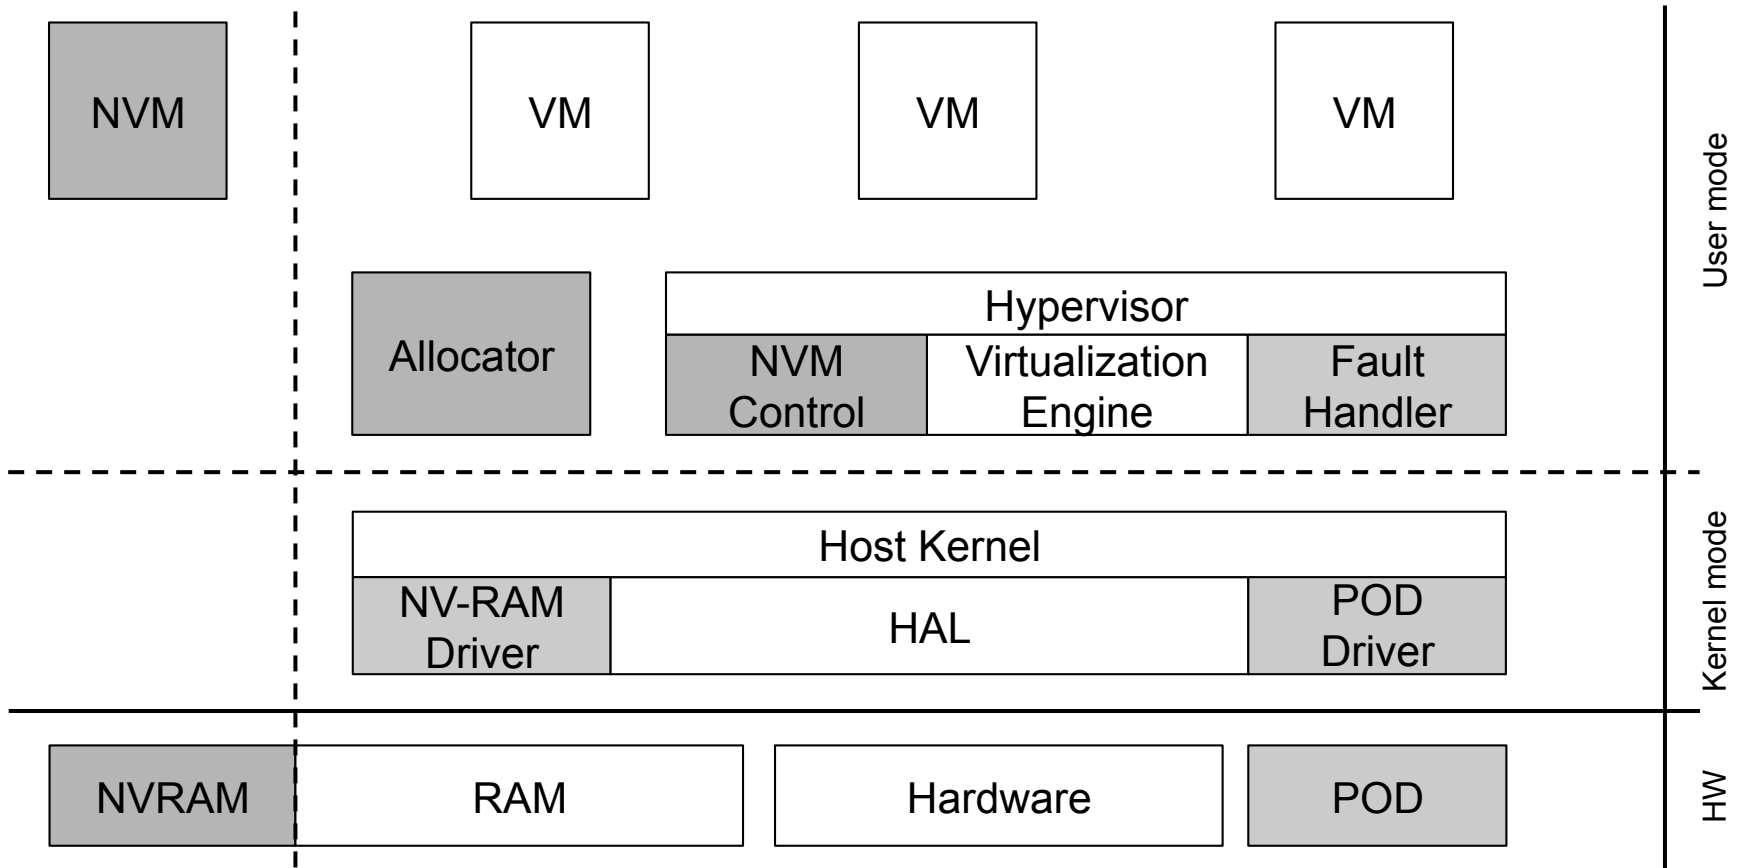 NVM
VM
VM
VM
User mode
Allocator
Hypervisor
NVM
Control
Virtualization
Engine
Fault
Handler
Host Kernel
NV-RAM
Driver
HAL
POD
Driver
Kernel mode
NVRAM
RAM
Hardware
POD
HW